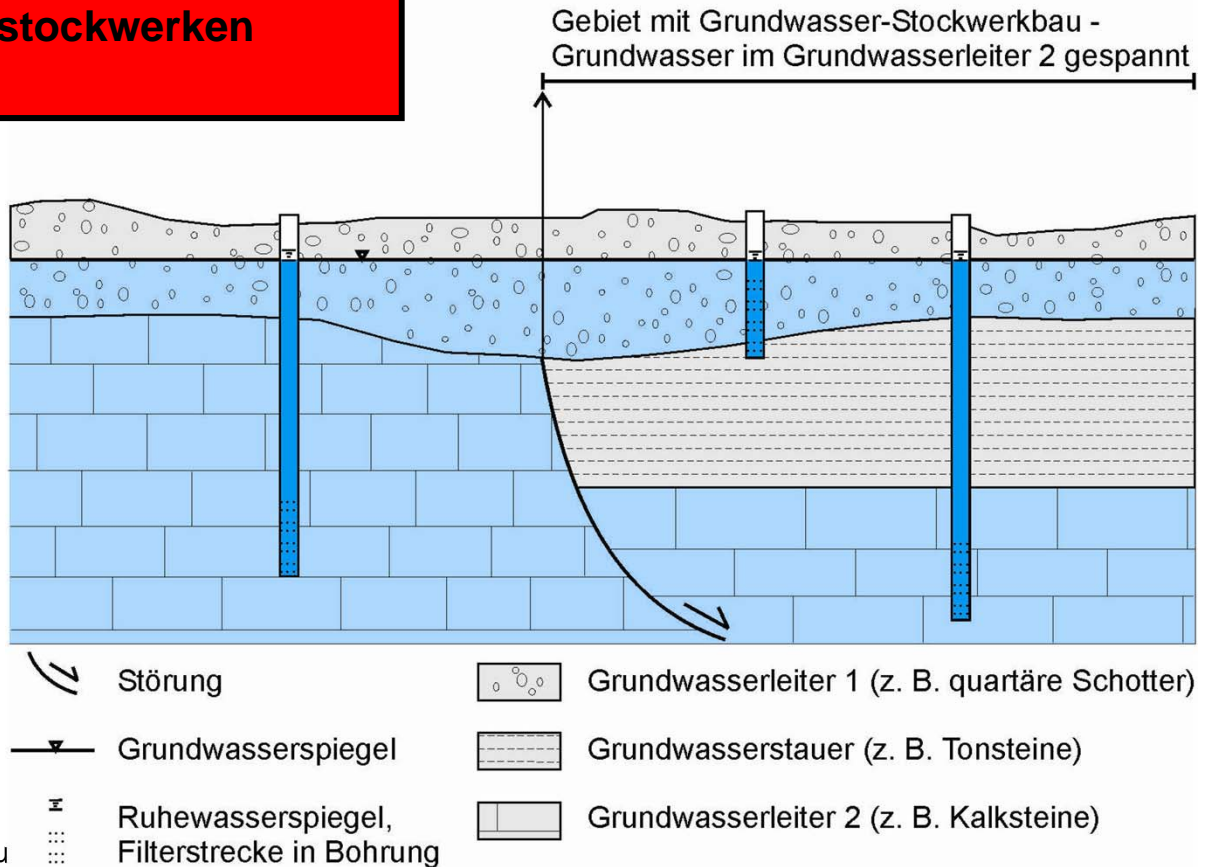 stockwerken
Gebiet mit Grundwasser-Stockwerkbau -
Grundwasser im Grundwasserleiter 2 gespannt
Störung
Grundwasserleiter 1 (z. B. quartäre Schotter)
Grundwasserspiegel
Grundwasserstauer (z. B. Tonsteine)
Ruhewasserspiegel,
Filterstrecke in Bohrung
Grundwasserleiter 2 (z. B. Kalksteine)